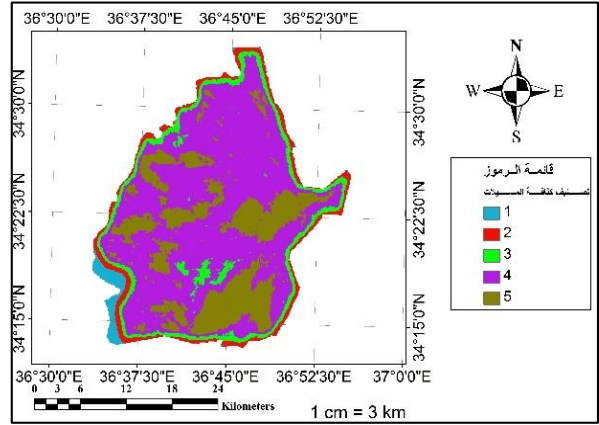 36°30'0"E 36°37'30"E 36°45'0"E 36°52'30"E
34°30'0"N
34°22'30"N
34°15'0"N
34°30'0"N
34°22'30"N
34°15'0"N
36°30'0"E 36°37'30"E 36°45'0"E 36°52'30"E 37°0'0"E
0 3 6 12 18 24
Kilometers
1 cm = 3 km
N
W E
S
قائمة الرموز
تصنيف كثافة المسيلات
1
2
3
4
5